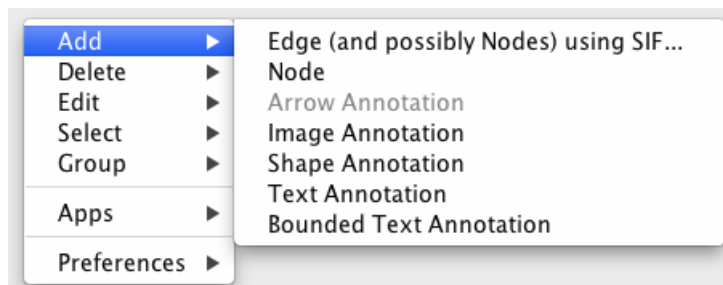 Add
Delete
Edit
Select
Group
Apps
Preferences
Edge (and possibly Nodes) using SIF...
Node
Arrow Annotation
Image Annotation
Shape Annotation
Text Annotation
Bounded Text Annotation